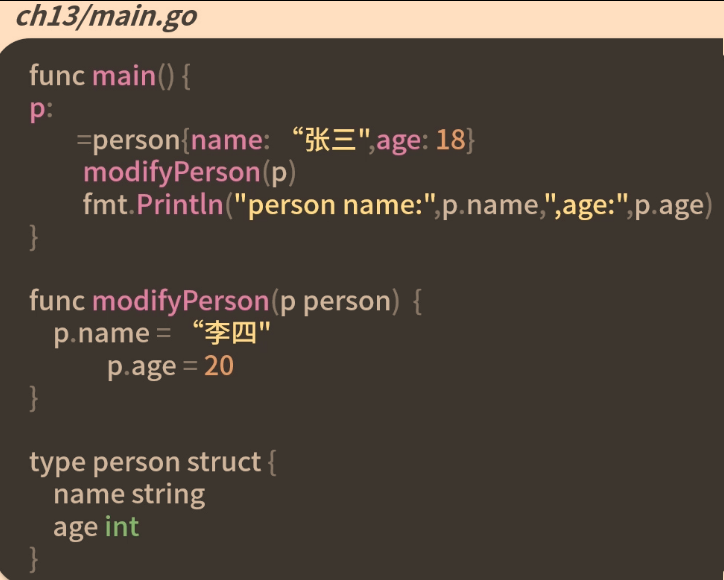 ch13/main.go
func main() {
p:
=person{name: “张三",age: 18}
modifyPerson(p)
fmt.Println("person name:",p.name,",age:",p.age)
}
func modifyPerson(p person) {
p.name = “李四"
p.age = 20
}
type person struct {
name string
age int
}